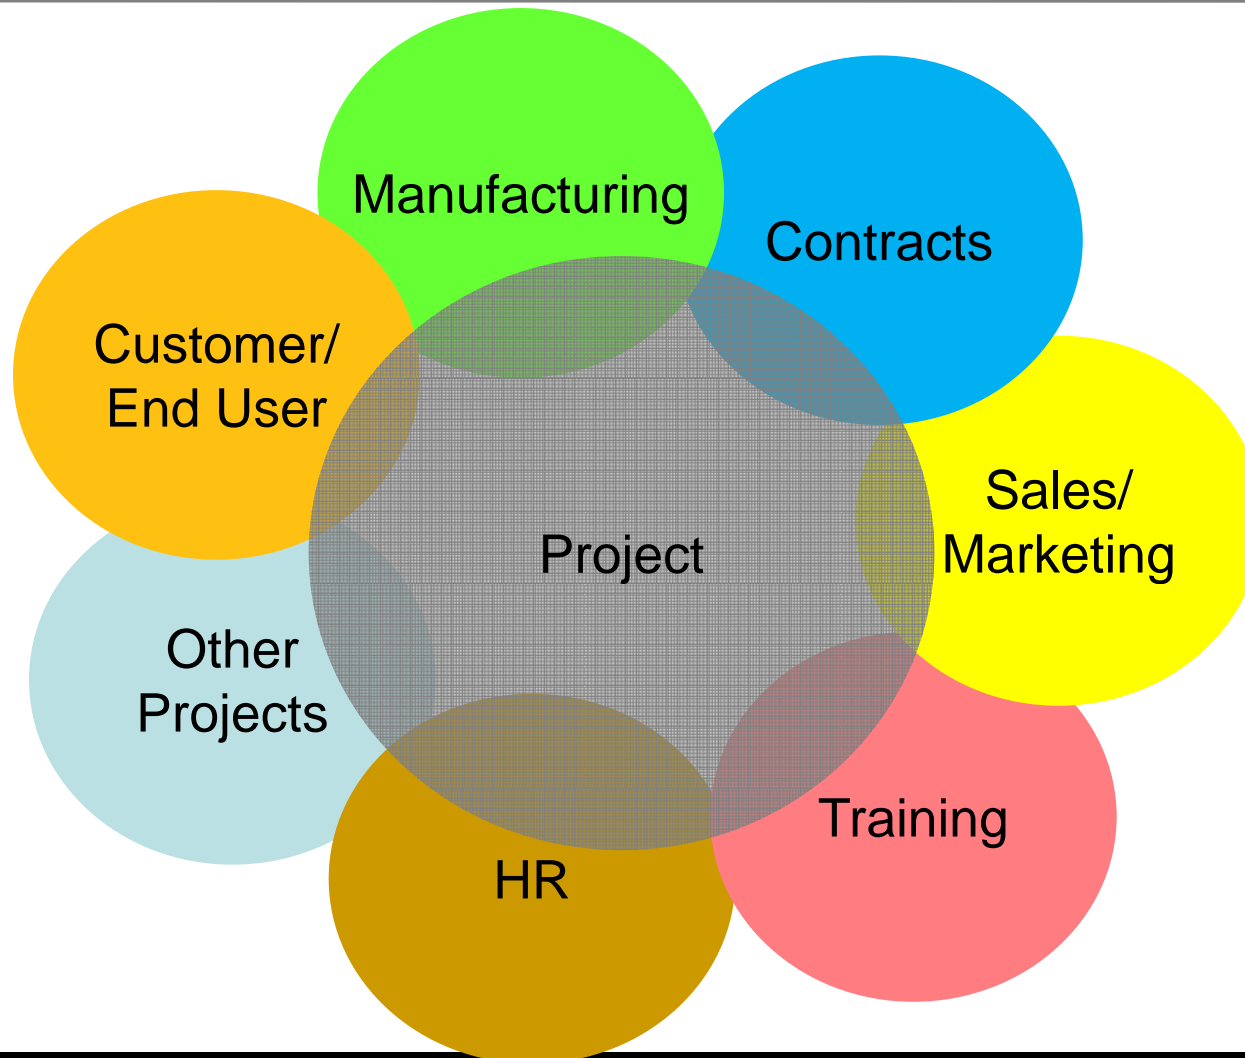 Manufacturing
Contracts
Customer/
End User
Sales/
Marketing
Project
Other
Projects
Training
HR